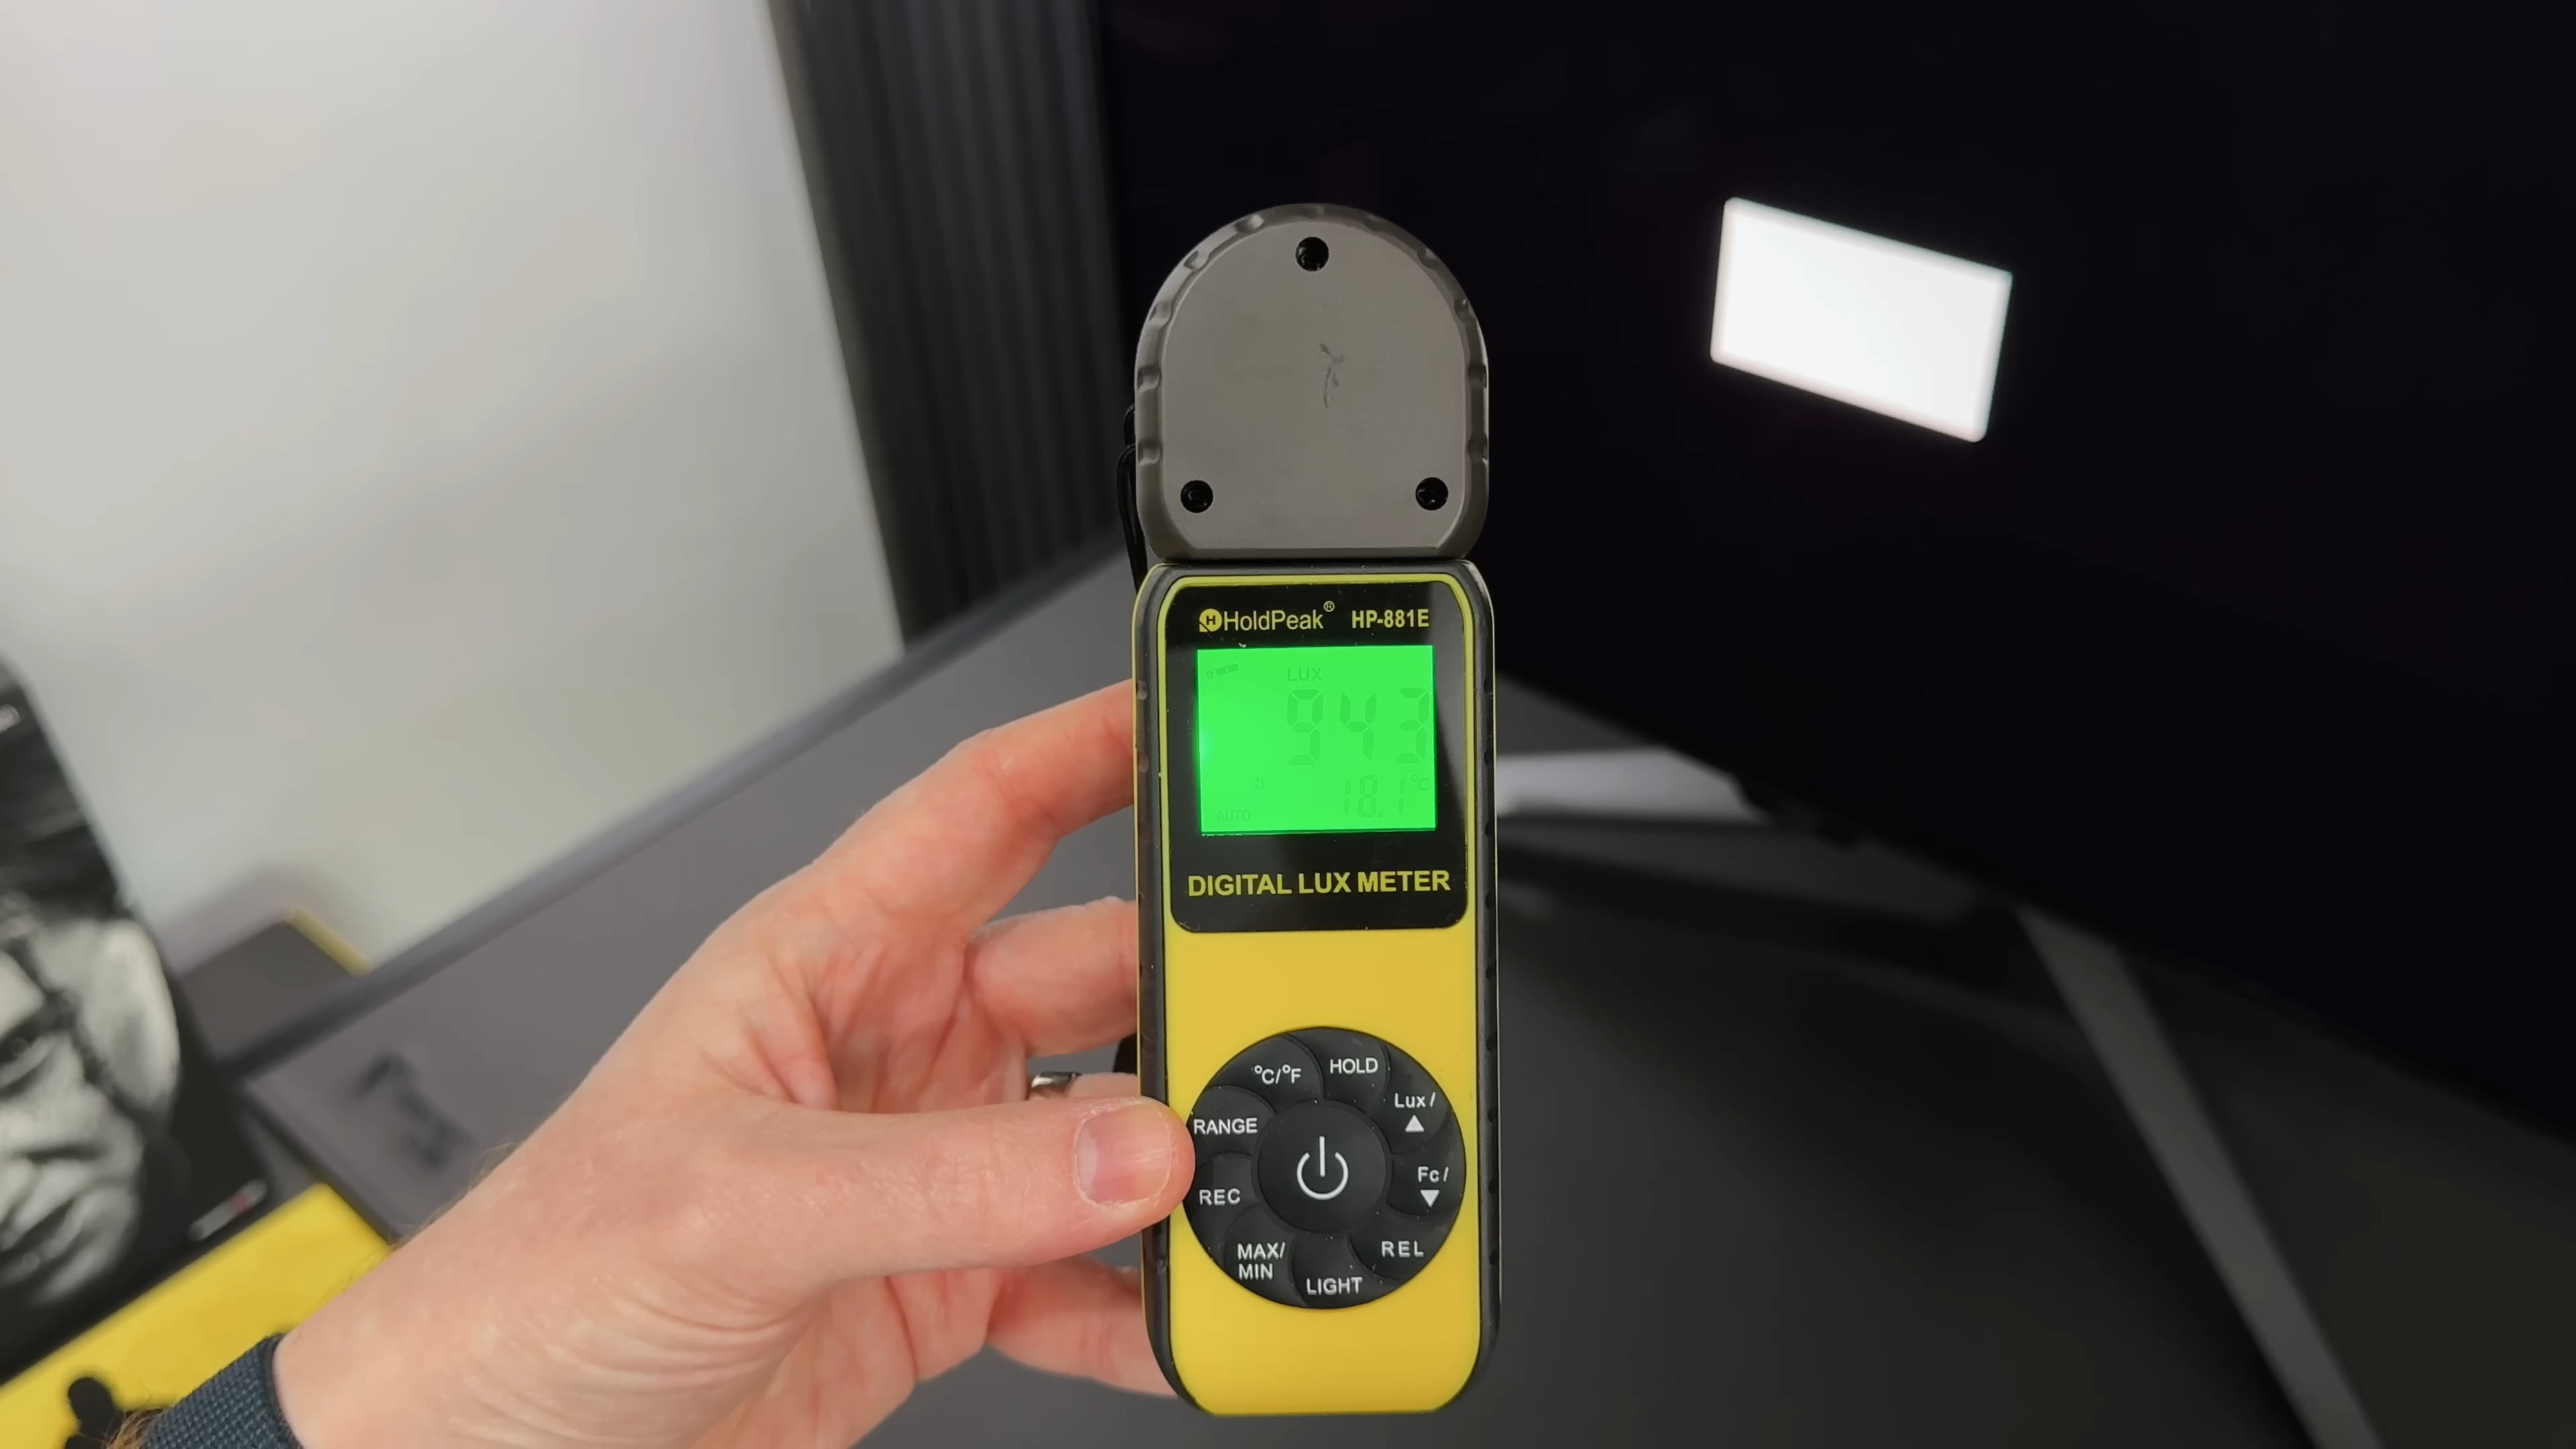 HoldPeak® HP-881E
LUX
943
H
18.1 °C
AUTO
DIGITAL LUX METER
°C/°F
HOLD
Lux/▲
RANGE
Fc/▼
REC
MAX/
MIN
LIGHT
REL